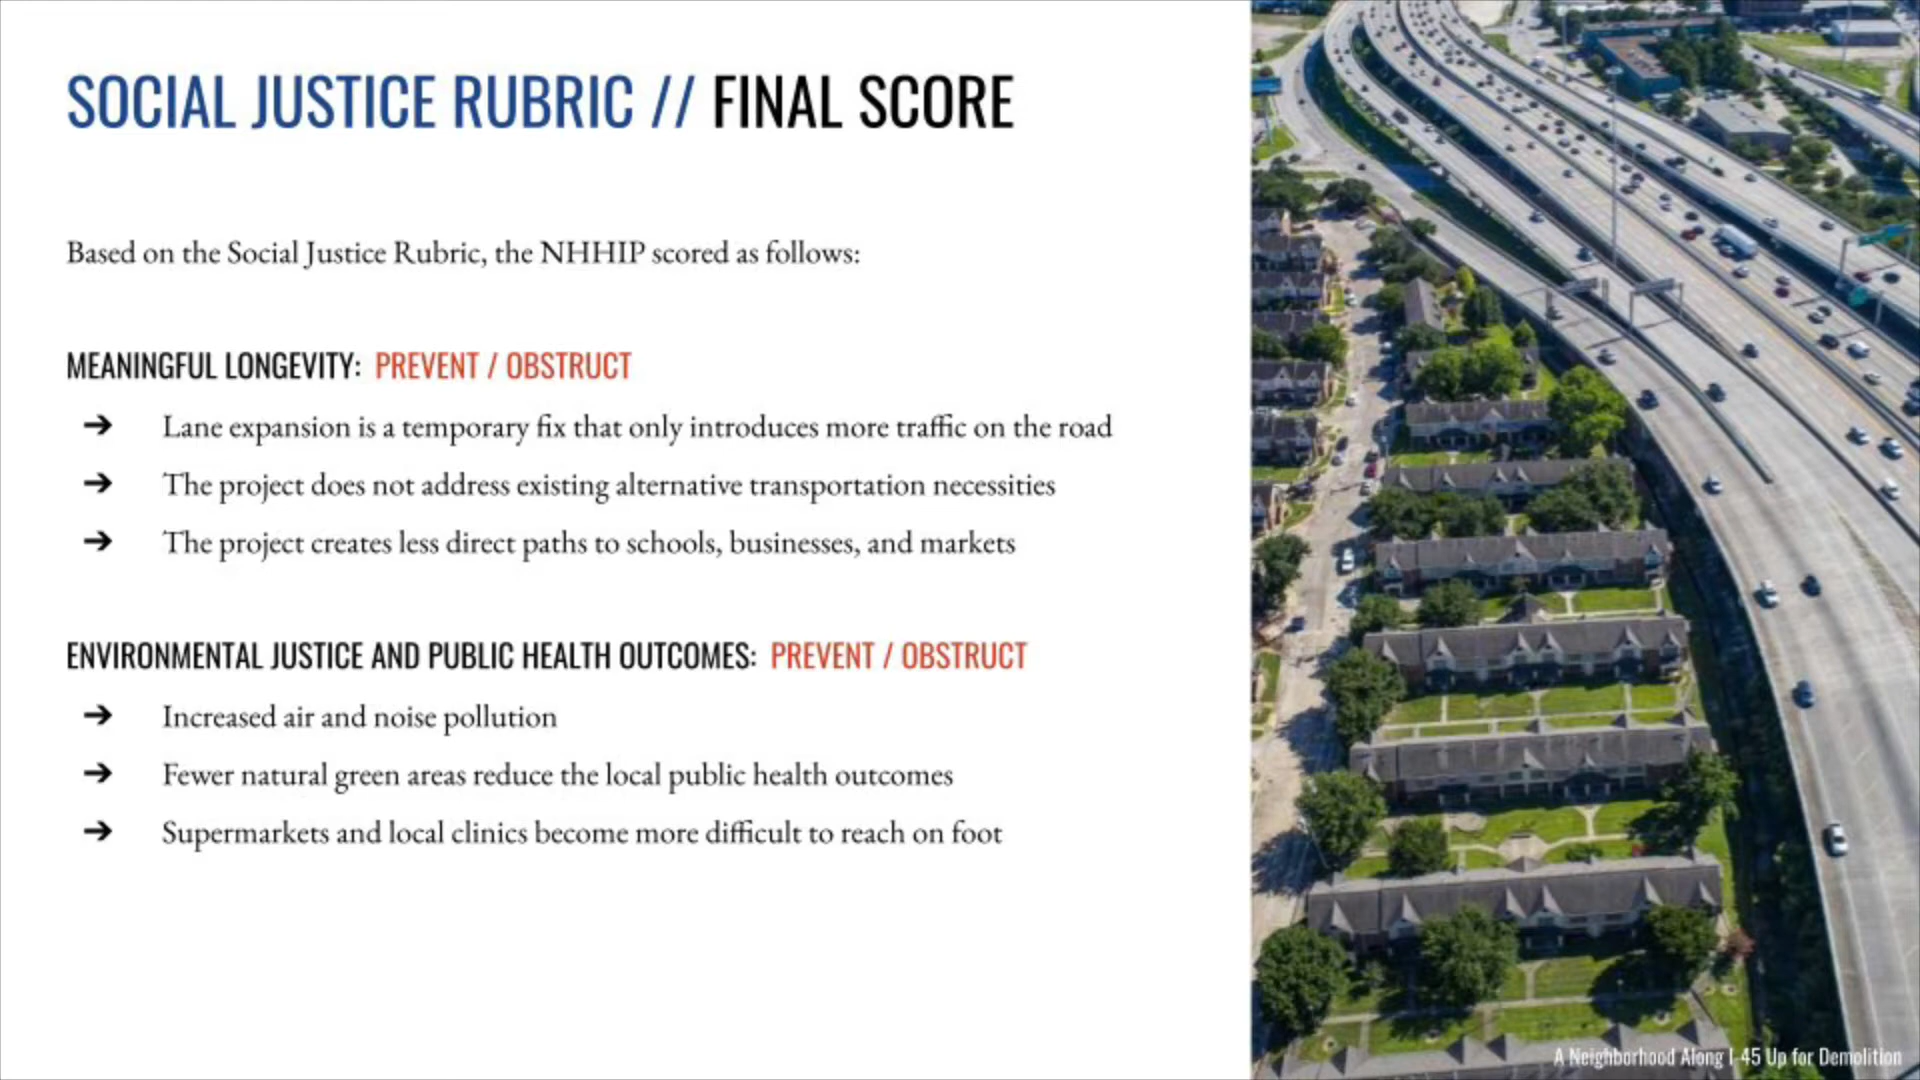 SOCIAL JUSTICE RUBRIC // FINAL SCORE
Based on the Social Justice Rubric, the NHHIP scored as follows:
MEANINGFUL LONGEVITY: PREVENT / OBSTRUCT
➔ Lane expansion is a temporary fix that only introduces more traffic on the road
➔ The project does not address existing alternative transportation necessities
➔ The project creates less direct paths to schools, businesses, and markets
ENVIRONMENTAL JUSTICE AND PUBLIC HEALTH OUTCOMES: PREVENT / OBSTRUCT
➔ Increased air and noise pollution
➔ Fewer natural green areas reduce the local public health outcomes
➔ Supermarkets and local clinics become more difficult to reach on foot
A Neighborhood Along I-45 Up for Demolition